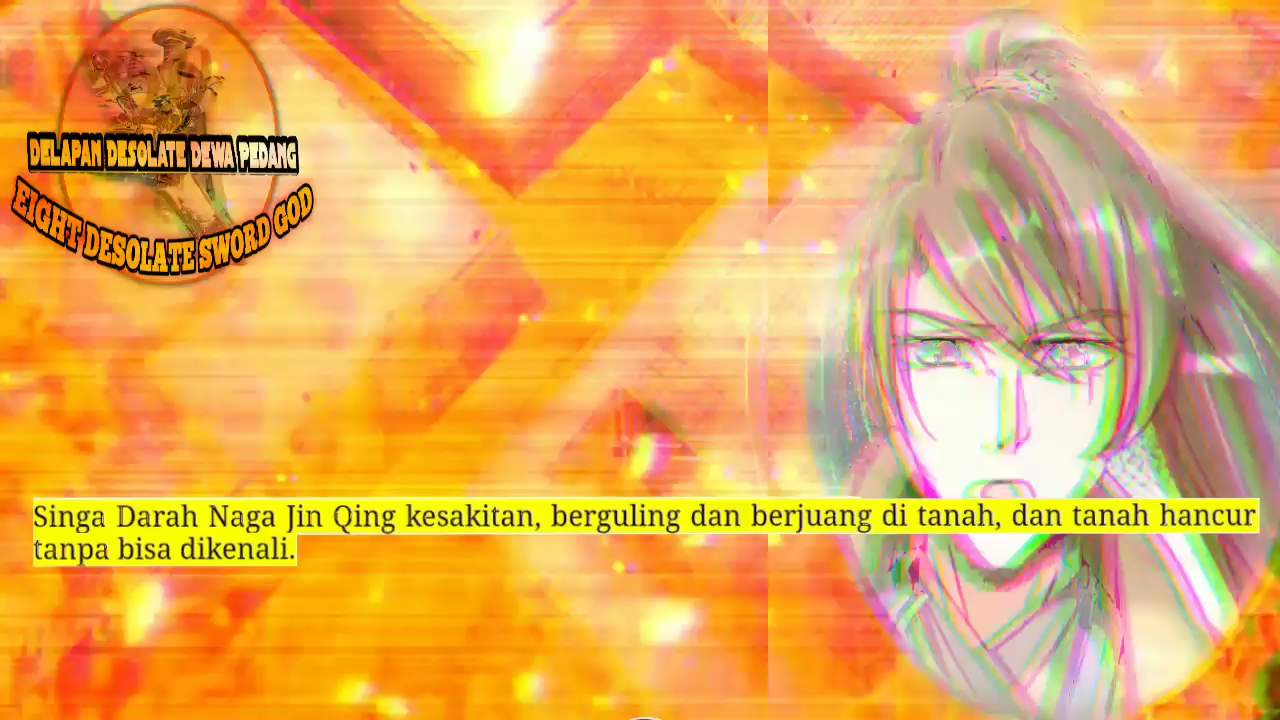 DELAPAN DESOLATE DEWA PEDANG
EIGHT DESOLATE SWORD GOD
Singa Darah Naga Jin Qing kesakitan, berguling dan berjuang di tanah, dan tanah hancur
tanpa bisa dikenali.